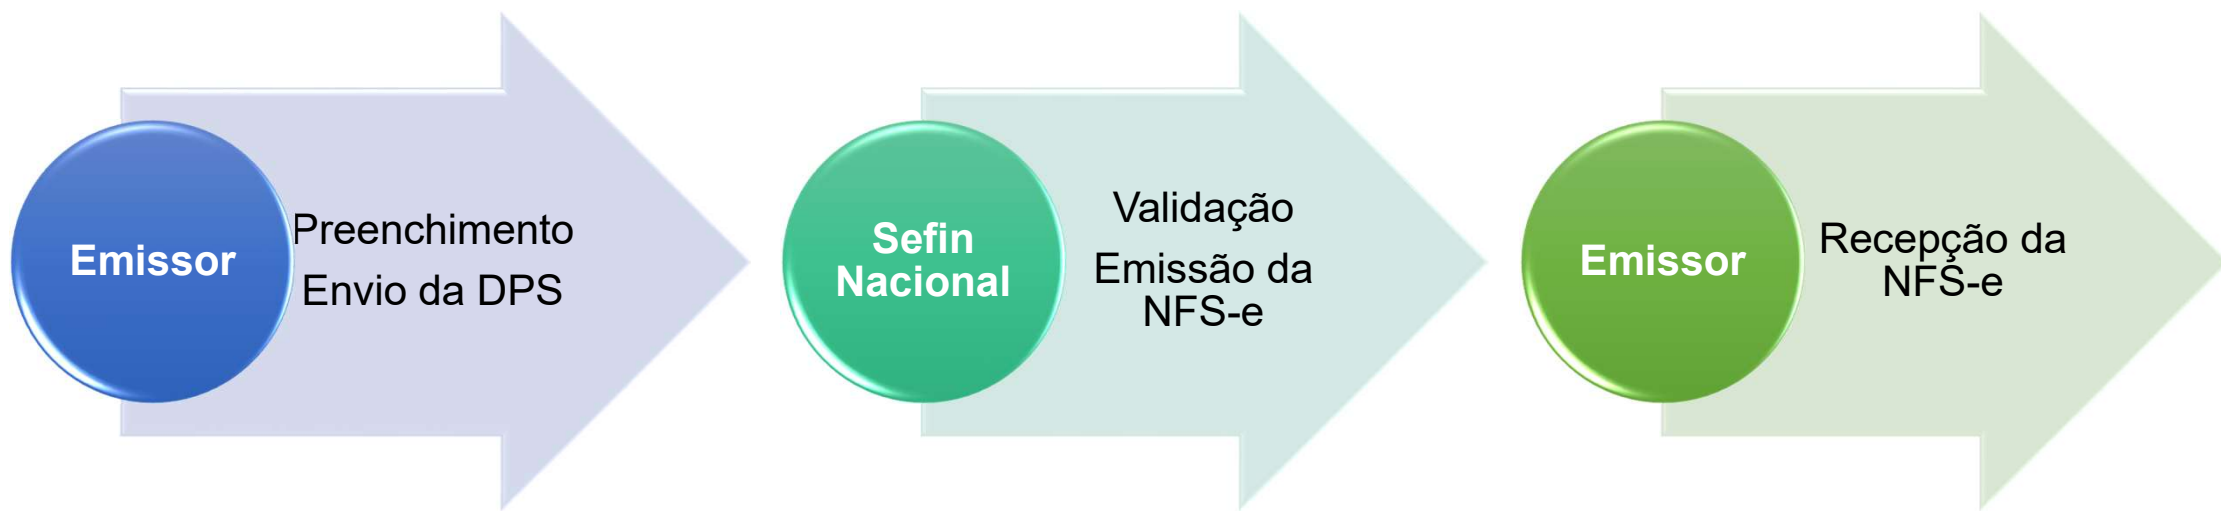 Emissor
Preenchimento
Envio da DPS
Sefin
Nacional
Validação
Emissão da
NFS-e
Emissor
Recepção da
NFS-e